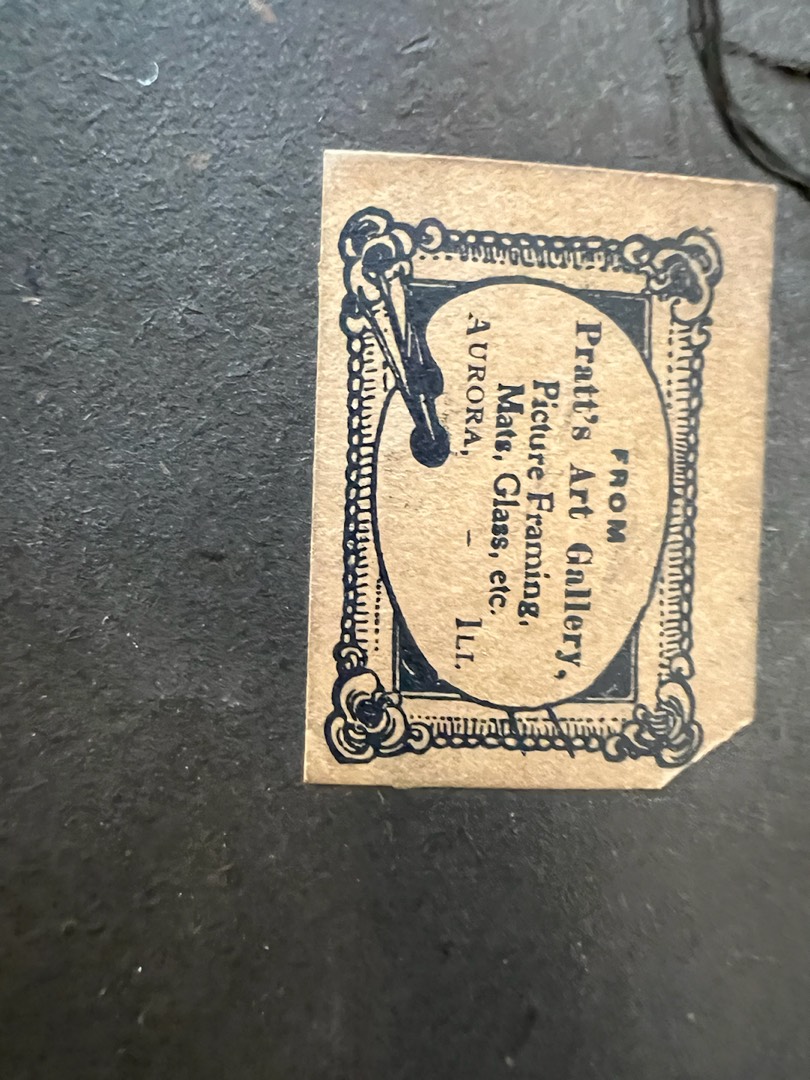 FROM
Pratt's Art Gallery,
Picture Framing,
Mats, Glass, etc.
AURORA, - ILL.